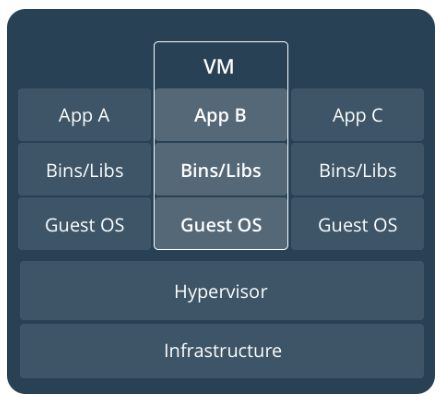 VM
App A App B App C
Bins/Libs Bins/Libs Bins/Libs
Guest OS Guest OS Guest OS
Hypervisor
Infrastructure